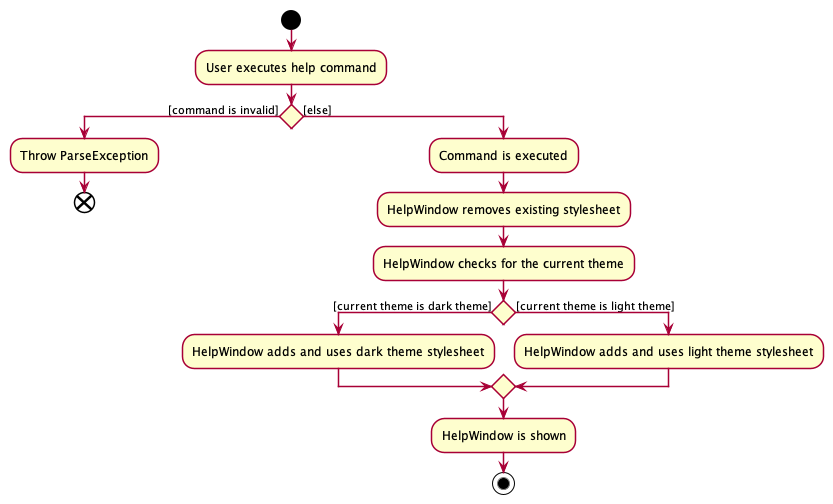 User executes help command
[command is invalid]
[else]
Throw ParseException
Command is executed
HelpWindow removes existing stylesheet
HelpWindow checks for the current theme
[current theme is dark theme]
[current theme is light theme]
HelpWindow adds and uses dark theme stylesheet
HelpWindow adds and uses light theme stylesheet
HelpWindow is shown